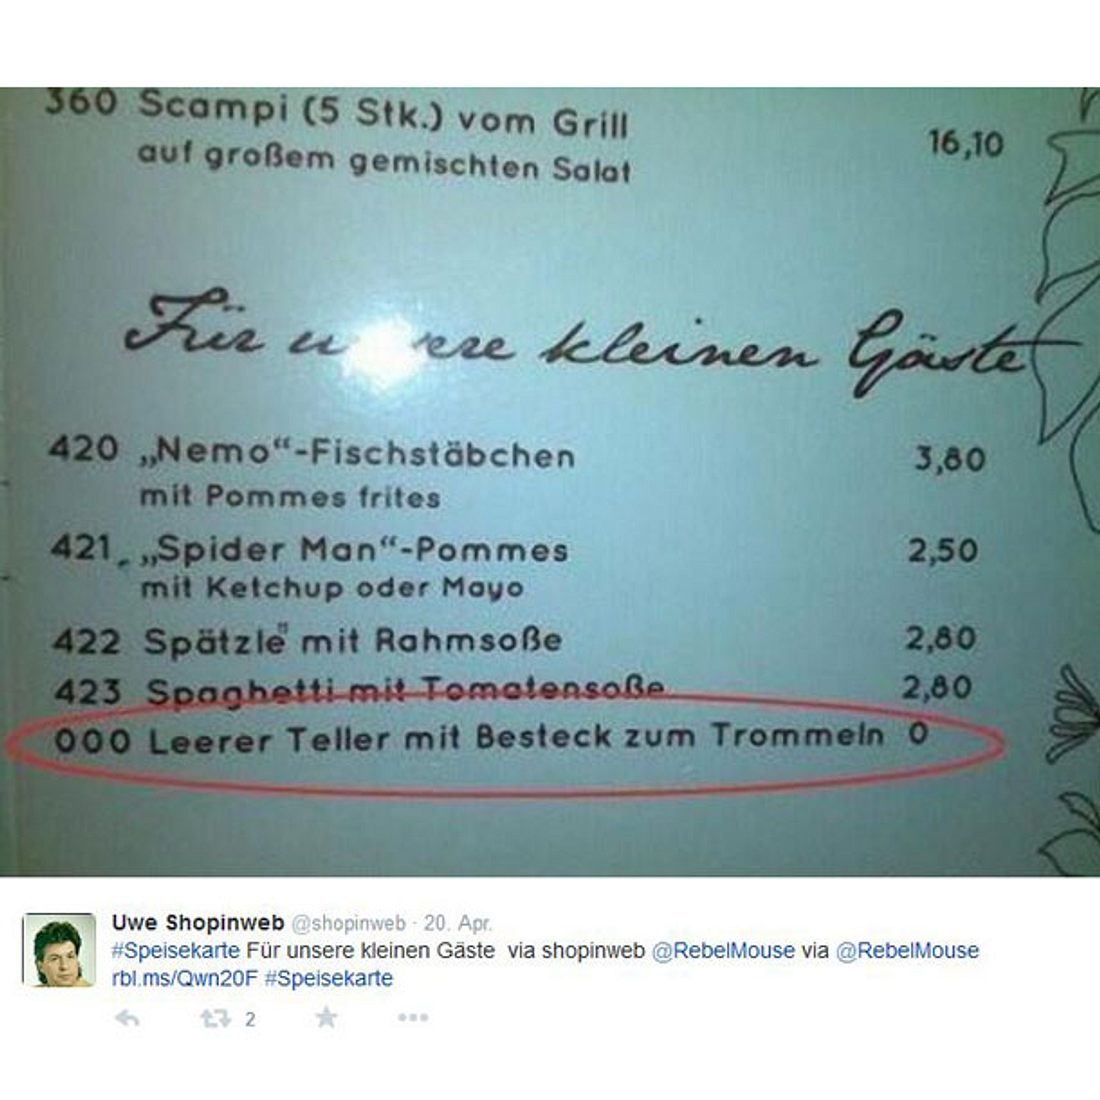 360 Scampi (5 Stk.) vom Grill 16,10
auf großem gemischten Salat
Für unsere kleinen Gäste
420 „Nemo“-Fischstäbchen 3,80
mit Pommes frites
421 „Spider Man“-Pommes 2,50
mit Ketchup oder Mayo
422 Spätzle" mit Rahmsoße 2,80
423 Spaghetti mit Tomatensoße 2,80
000 Leerer Teller mit Besteck zum Trommeln 0
Uwe Shopinweb @shopinweb · 20. Apr.
#Speisekarte Für unsere kleinen Gäste via shopinweb @RebelMouse via @RebelMouse
rbl.ms/Qwn20F #Speisekarte
2